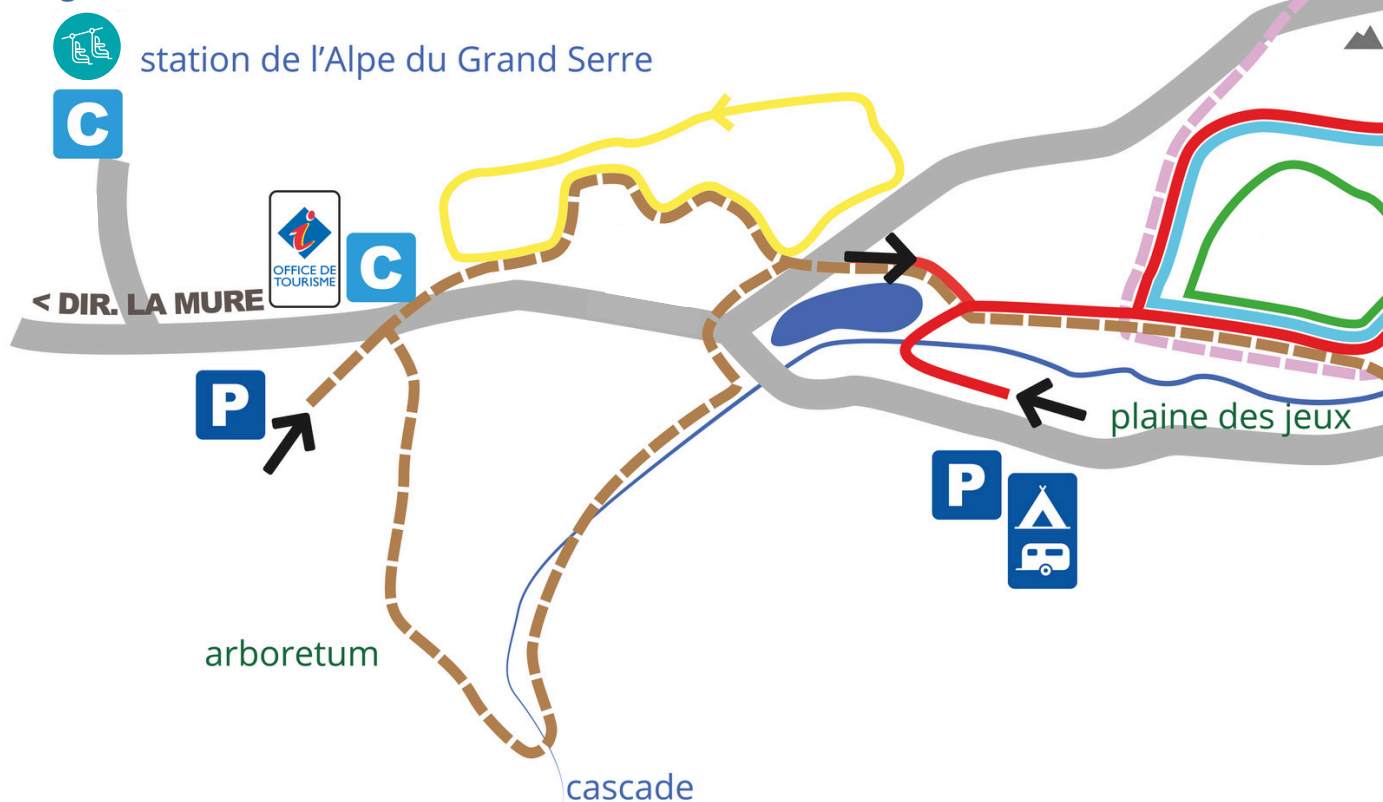 station de l'Alpe du Grand Serre
C
OFFICE DE
TOURISME
C
< DIR. LA MURE
P
plaine des jeux
P
arboretum
cascade